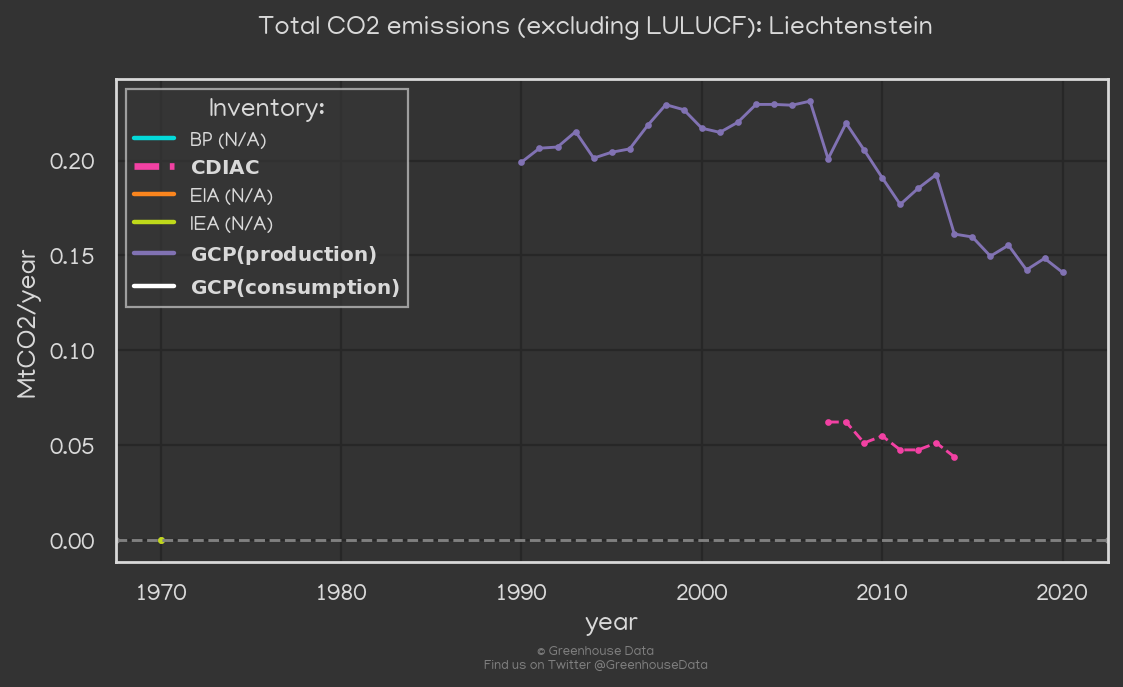 Total CO2 emissions (excluding LULUCF): Liechtenstein
Inventory:
BP (N/A)
CDIAC
EIA (N/A)
IEA (N/A)
GCP(production)
GCP(consumption)
MtCO2/year
0.20
0.15
0.10
0.05
0.00
1970 1980 1990 2000 2010 2020
year
© Greenhouse Data
Find us on Twitter @GreenhouseData